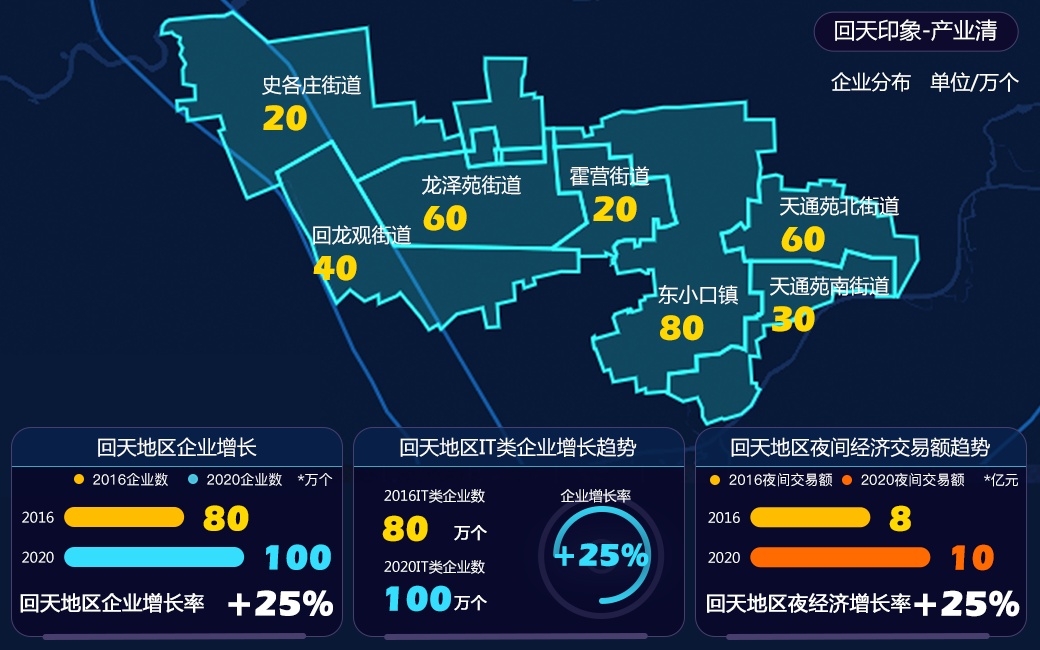 回天印象-产业清
企业分布 单位/万个
史各庄街道
20
龙泽苑街道
60
霍营街道
20
回龙观街道
40
天通苑北街道
60
天通苑南街道
30
东小口镇
80
回天地区企业增长
2016企业数 2020企业数 *万个
2016 80
2020 100
回天地区企业增长率 +25%
回天地区IT类企业增长趋势
2016IT类企业数
80 万个
2020IT类企业数
100 万个
企业增长率
+25%
回天地区夜间经济交易额趋势
2016夜间交易额 2020夜间交易额 *亿元
2016 8
2020 10
回天地区夜经济增长率 +25%